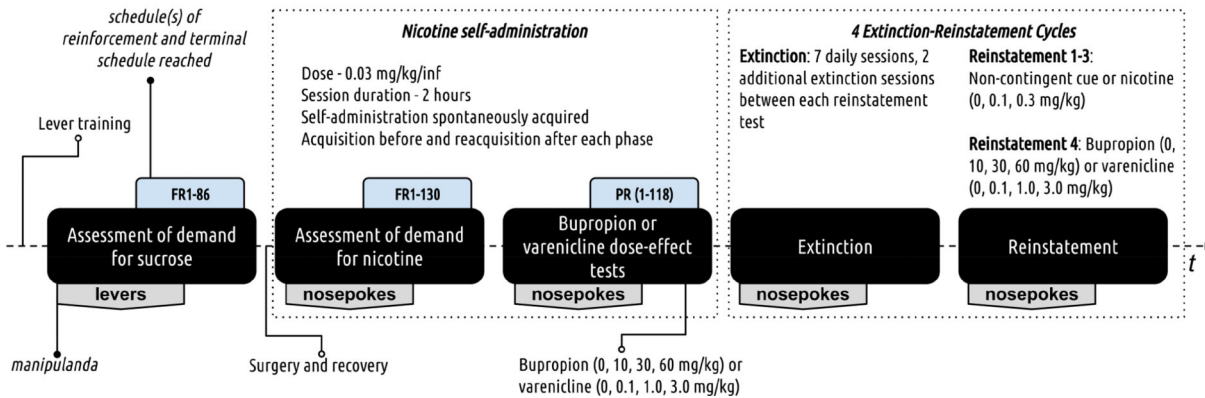 schedule(s) of
reinforcement and terminal
schedule reached
Lever training
FR1-86
Assessment of demand
for sucrose
levers
manipulanda
Surgery and recovery
Nicotine self-administration
Dose - 0.03 mg/kg/inf
Session duration - 2 hours
Self-administration spontaneously acquired
Acquisition before and reacquisition after each phase
FR1-130
Assessment of demand
for nicotine
nosepokes
PR (1-118)
Bupropion or
varenicline dose-effect
tests
nosepokes
Bupropion (0, 10, 30, 60 mg/kg) or
varenicline (0, 0.1, 1.0, 3.0 mg/kg)
4 Extinction-Reinstatement Cycles
Extinction: 7 daily sessions, 2
additional extinction sessions
between each reinstatement
test
Reinstatement 1-3:
Non-contingent cue or nicotine
(0, 0.1, 0.3 mg/kg)
Reinstatement 4: Bupropion (0,
10, 30, 60 mg/kg) or varenicline
(0, 0.1, 1.0, 3.0 mg/kg)
Extinction
nosepokes
Reinstatement
nosepokes
t